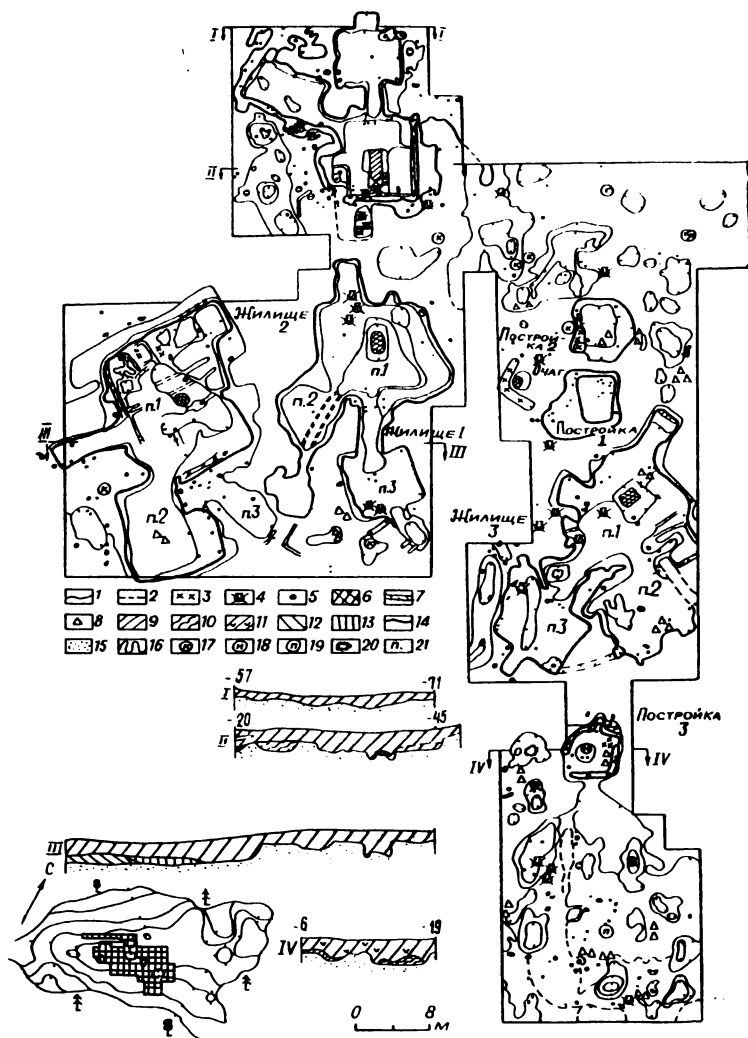 I I
II
Жилище 2
п.1
п.2
п.3
п.1
п.2
Жилище 1
п.3
III III
Постройка 2
Очаг
Постройка 1
Жилище 3
п.1
п.2
п.3
Постройка 3
IV IV
1 2 3 4 5 6 7
8 9 10 11 12 13 14
15 16 17 18 19 20 п. 21
-57 -71
I
-20 -45
II
III
С
-6 -19
IV
0 8
м